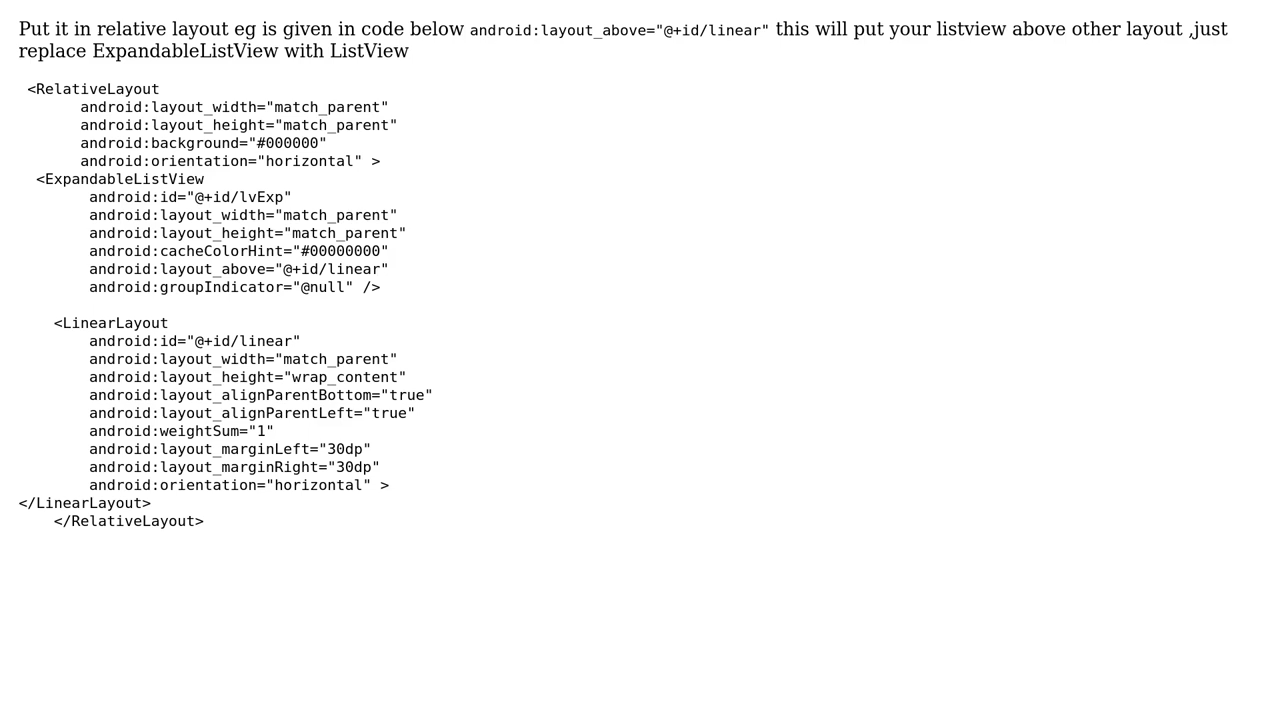 Put it in relative layout eg is given in code below android:layout_above="@+id/linear" this will put your listview above other layout ,just
replace ExpandableListView with ListView
<RelativeLayout
android:layout_width="match_parent"
android:layout_height="match_parent"
android:background="#000000"
android:orientation="horizontal" >
<ExpandableListView
android:id="@+id/lvExp"
android:layout_width="match_parent"
android:layout_height="match_parent"
android:cacheColorHint="#00000000"
android:layout_above="@+id/linear"
android:groupIndicator="@null" />
<LinearLayout
android:id="@+id/linear"
android:layout_width="match_parent"
android:layout_height="wrap_content"
android:layout_alignParentBottom="true"
android:layout_alignParentLeft="true"
android:weightSum="1"
android:layout_marginLeft="30dp"
android:layout_marginRight="30dp"
android:orientation="horizontal" >
</LinearLayout>
</RelativeLayout>